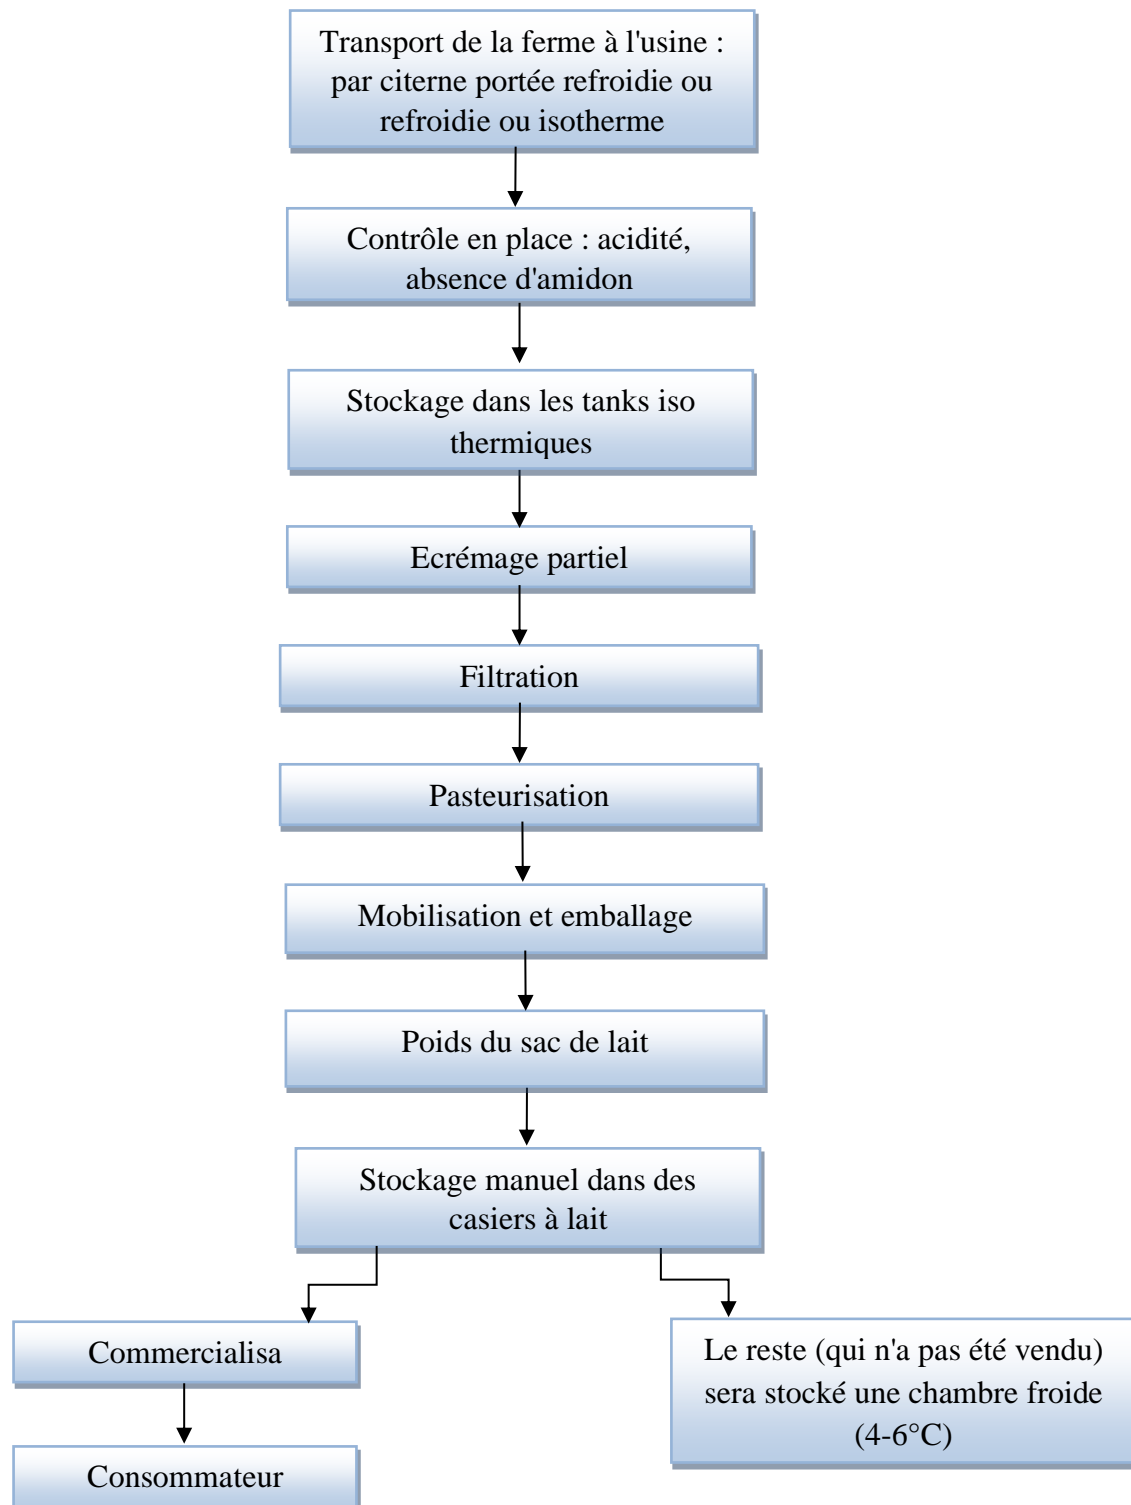 Transport de la ferme à l'usine :
par citerne portée refroidie ou
refroidie ou isotherme
Contrôle en place : acidité,
absence d'amidon
Stockage dans les tanks iso
thermiques
Ecrémage partiel
Filtration
Pasteurisation
Mobilisation et emballage
Poids du sac de lait
Stockage manuel dans des
casiers à lait
Commercialisa
Consommateur
Le reste (qui n'a pas été vendu)
sera stocké une chambre froide
(4-6°C)